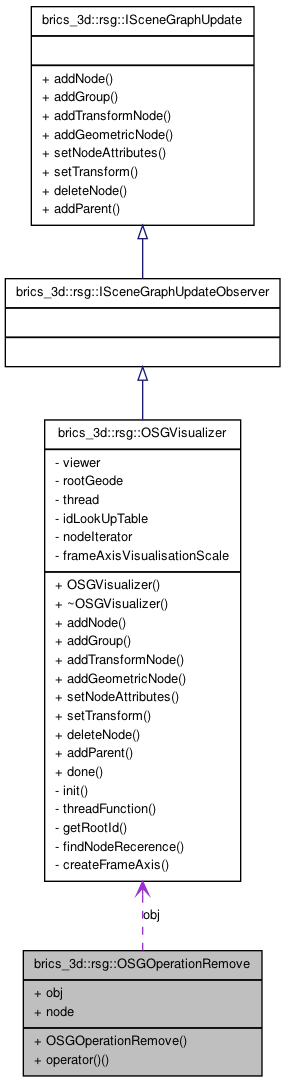 brics_3d::rsg::ISceneGraphUpdate
+ addNode()
+ addGroup()
+ addTransformNode()
+ addGeometricNode()
+ setNodeAttributes()
+ setTransform()
+ deleteNode()
+ addParent()
brics_3d::rsg::ISceneGraphUpdateObserver
brics_3d::rsg::OSGVisualizer
- viewer
- rootGeode
- thread
- idLookUpTable
- nodeIterator
- frameAxisVisualisationScale
+ OSGVisualizer()
+ ~OSGVisualizer()
+ addNode()
+ addGroup()
+ addTransformNode()
+ addGeometricNode()
+ setNodeAttributes()
+ setTransform()
+ deleteNode()
+ addParent()
+ done()
- init()
- threadFunction()
- getRootId()
- findNodeRecerence()
- createFrameAxis()
obj
brics_3d::rsg::OSGOperationRemove
+ obj
+ node
+ OSGOperationRemove()
+ operator()()